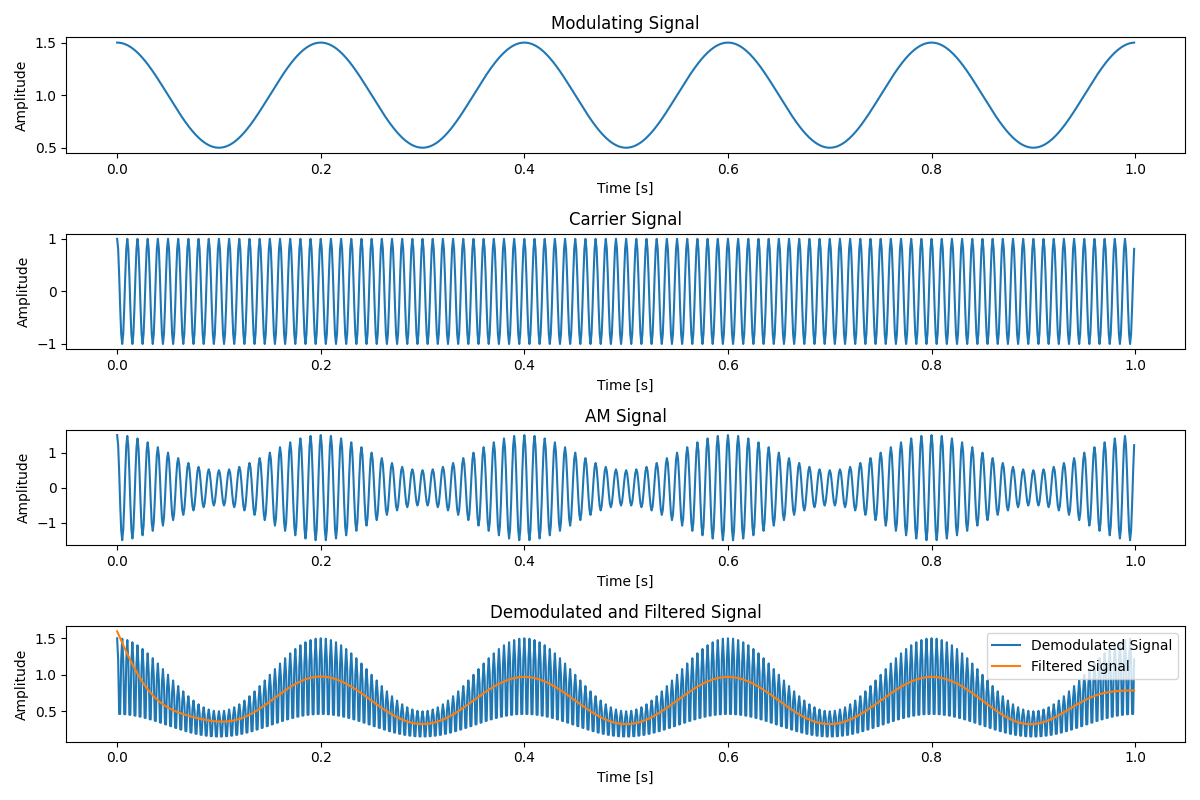 Modulating Signal
1.5
1.0
0.5
Amplitude
0.0 0.2 0.4 0.6 0.8 1.0
Time [s]
Carrier Signal
1
0
−1
Amplitude
0.0 0.2 0.4 0.6 0.8 1.0
Time [s]
AM Signal
1
0
−1
Amplitude
0.0 0.2 0.4 0.6 0.8 1.0
Time [s]
Demodulated and Filtered Signal
1.5
1.0
0.5
Amplitude
Demodulated Signal
Filtered Signal
0.0 0.2 0.4 0.6 0.8 1.0
Time [s]